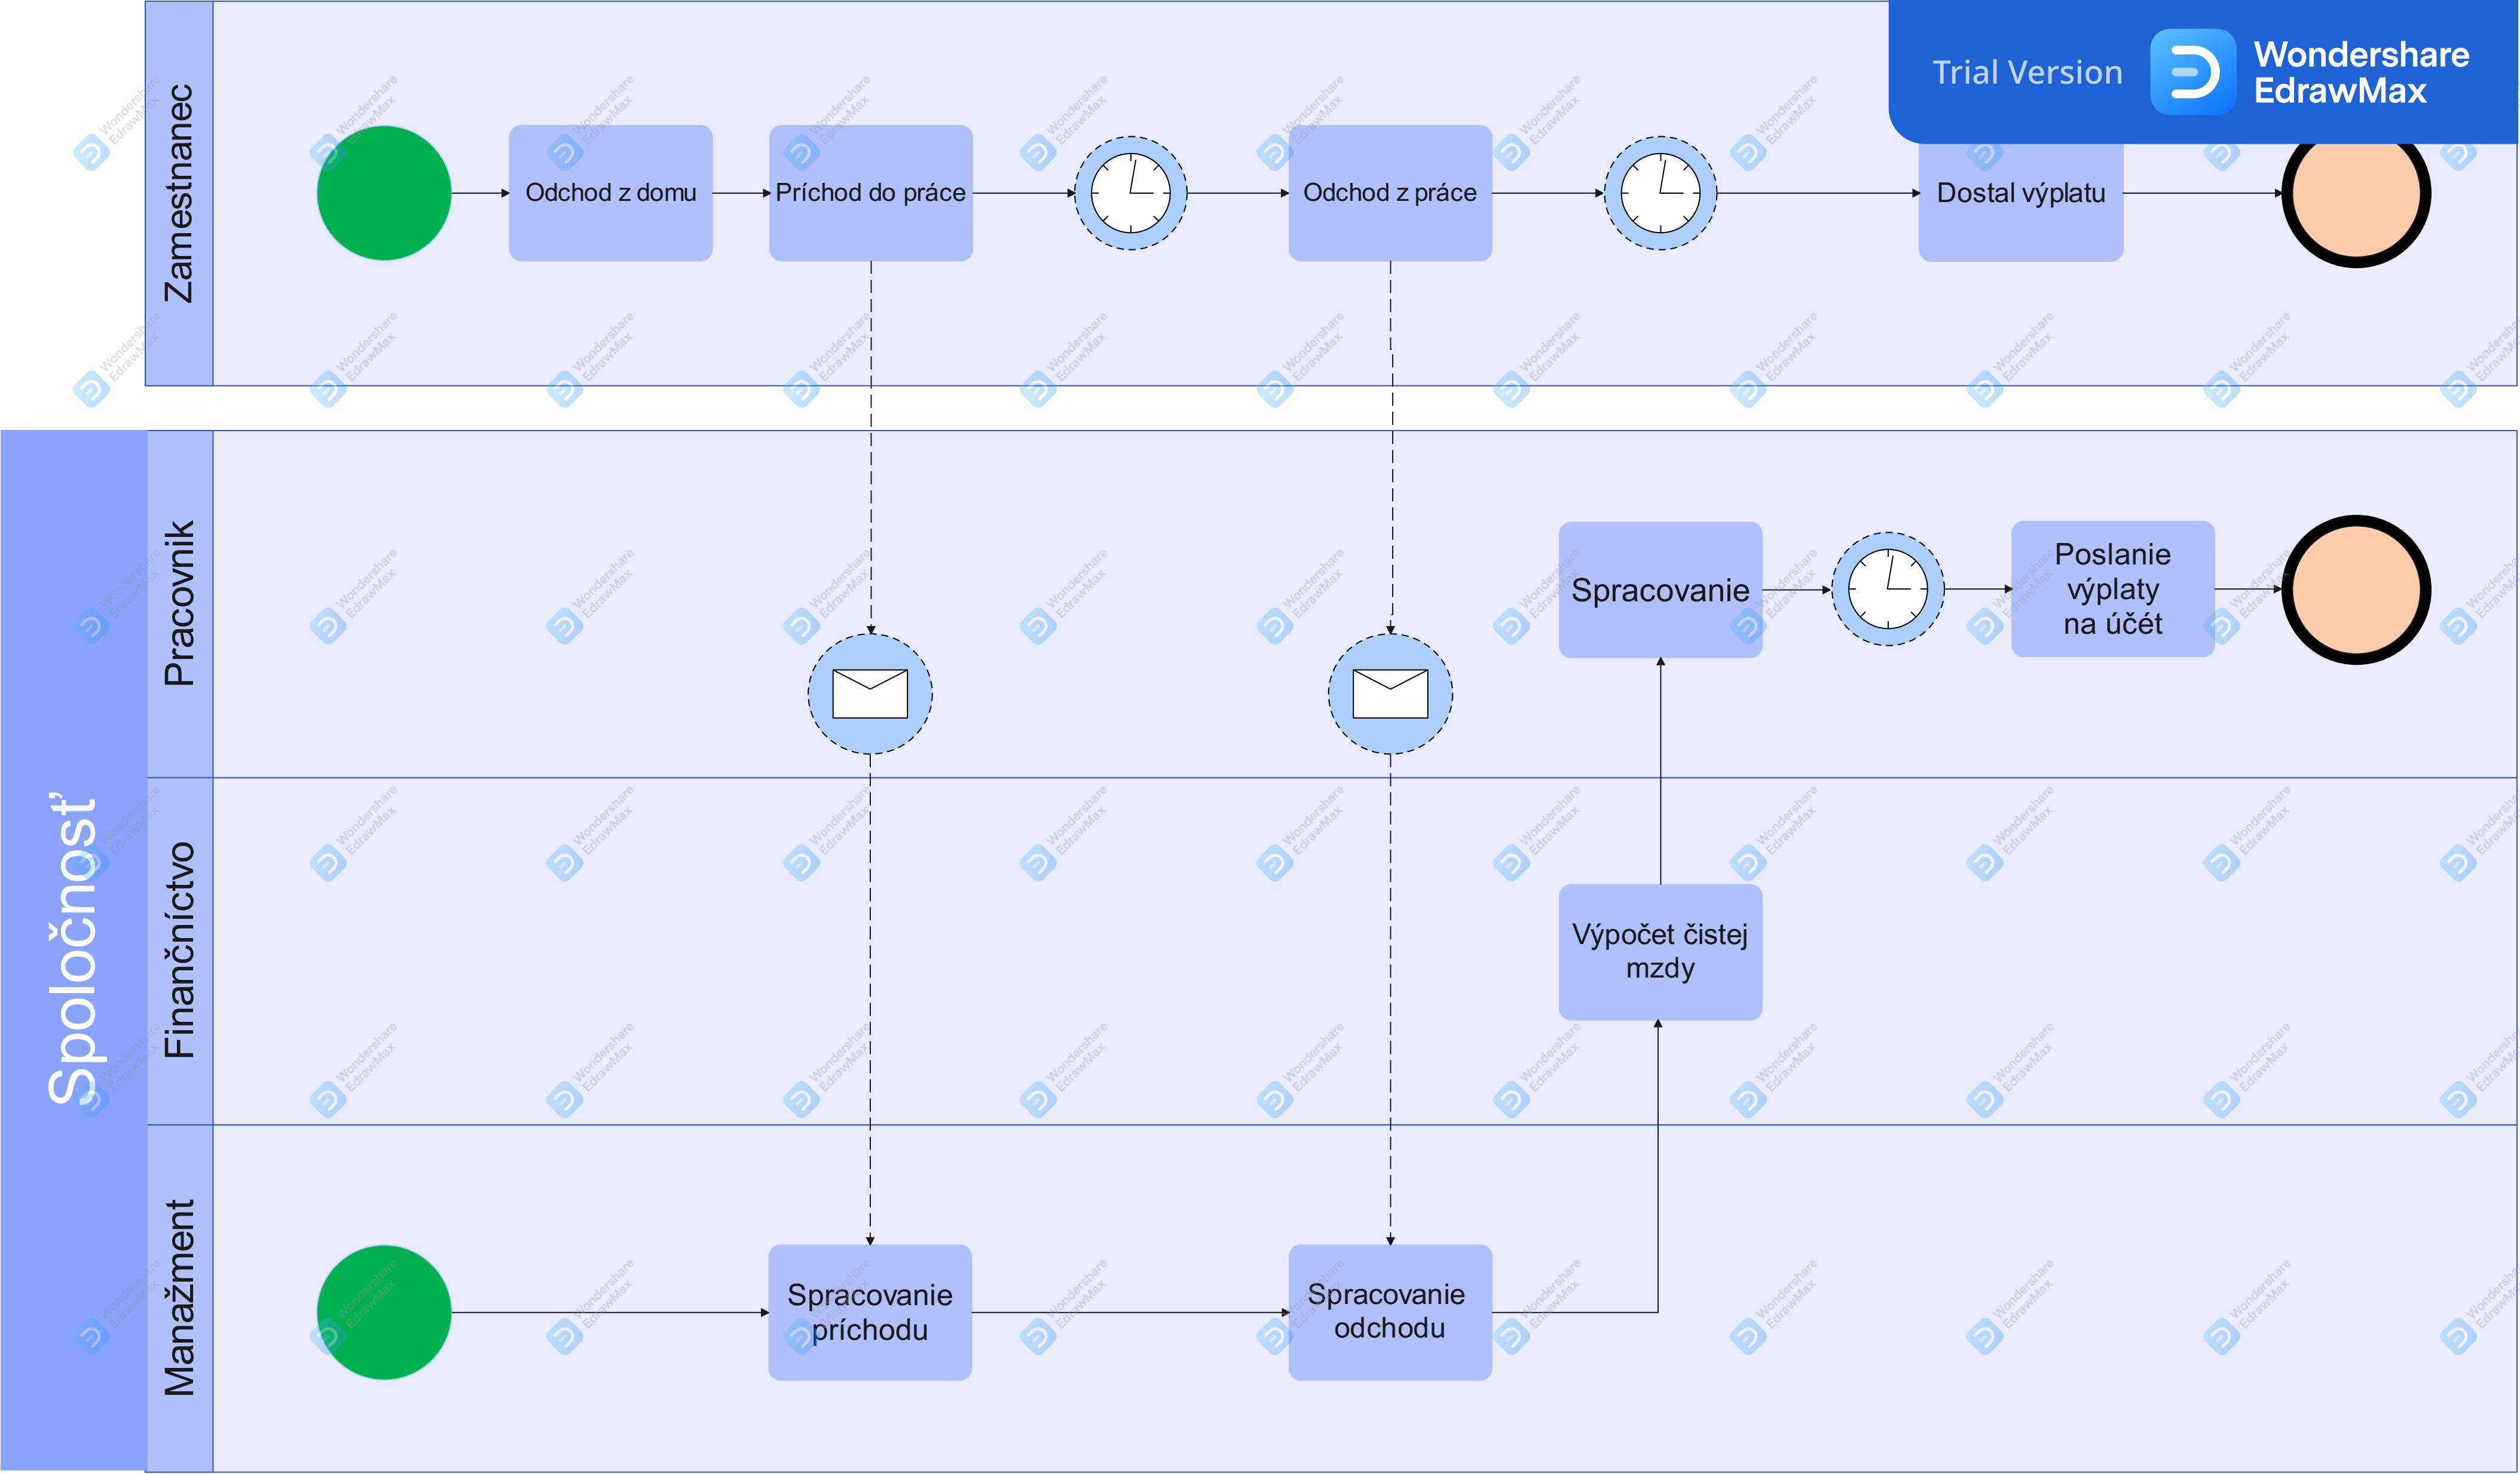 Trial Version
Wondershare
EdrawMax
Zamestnanec
Odchod z domu
Príchod do práce
Odchod z práce
Dostal výplatu
Spoločnosť
Pracovnik
Spracovanie
Poslanie
výplaty
na účét
Finančníctvo
Výpočet čistej
mzdy
Manažment
Spracovanie
príchodu
Spracovanie
odchodu